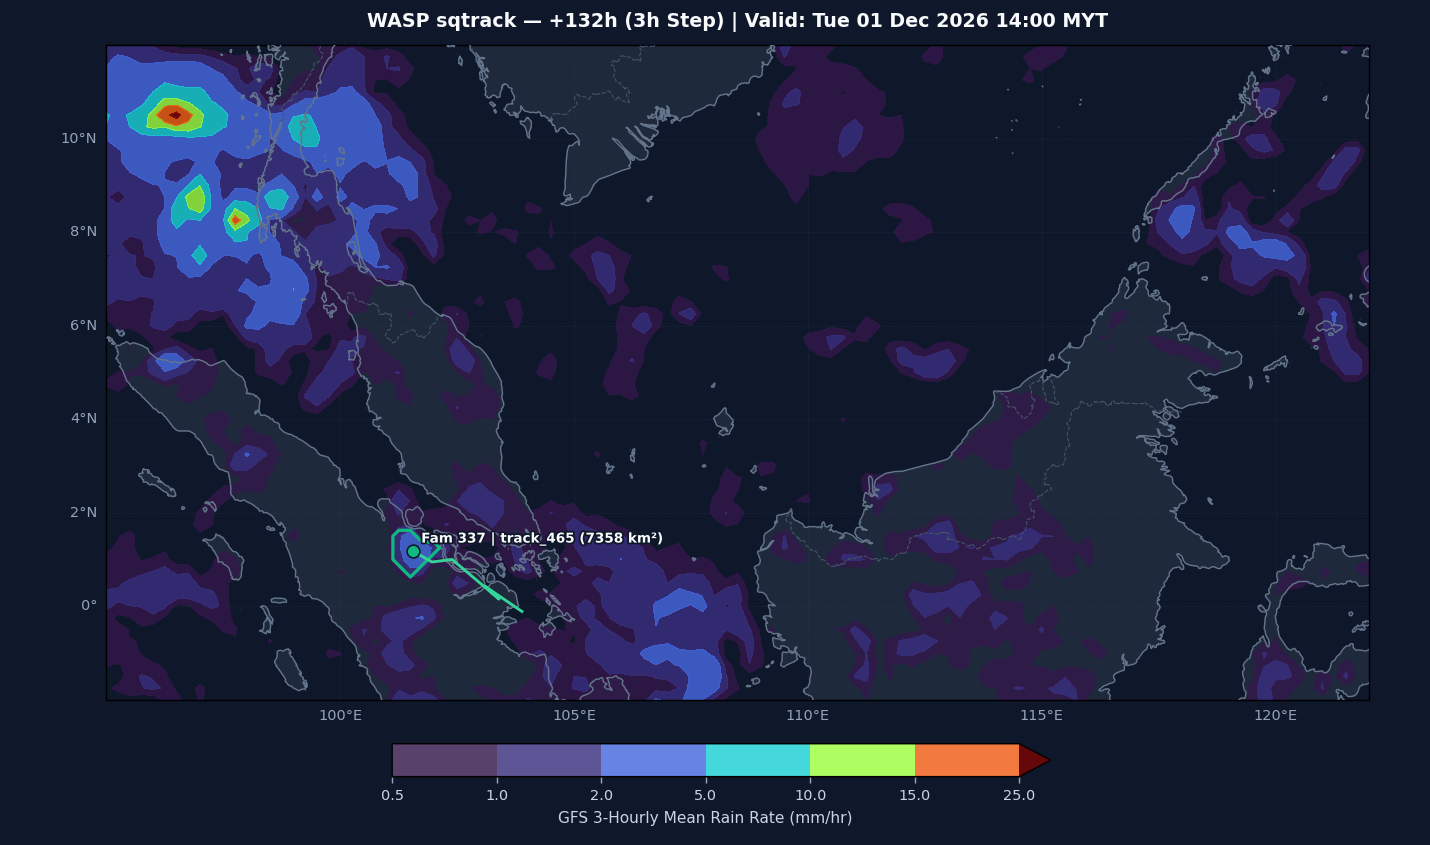 WASP sqtrack — +132h (3h Step) | Valid: Tue 01 Dec 2026 14:00 MYT
10°N
8°N
6°N
4°N
2°N
0°
Fam 337 | track_465 (7358 km²)
100°E 105°E 110°E 115°E 120°E
0.5 1.0 2.0 5.0 10.0 15.0 25.0
GFS 3-Hourly Mean Rain Rate (mm/hr)